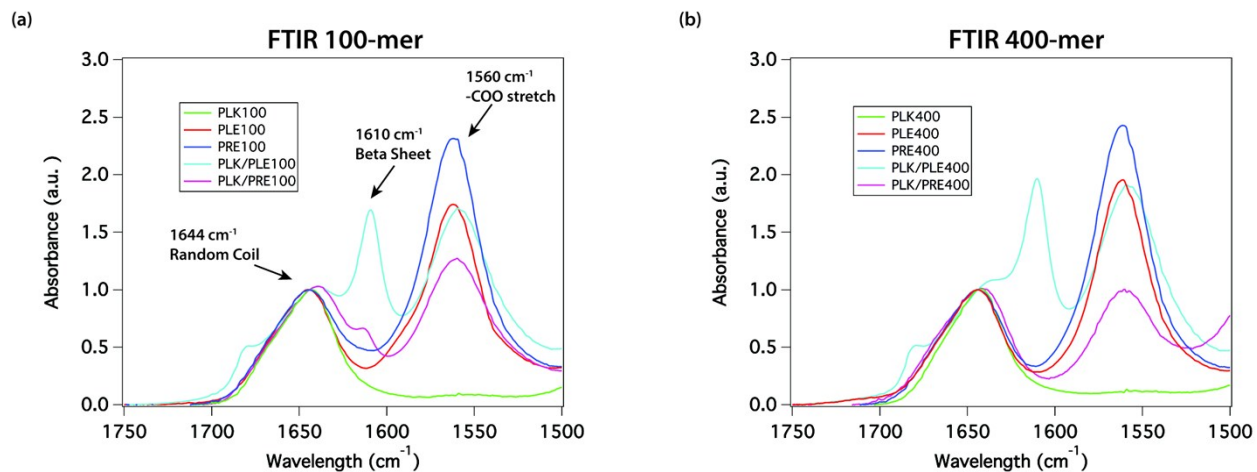 (a)
FTIR 100-mer
3.0
2.5
2.0
1.5
1.0
0.5
0.0
Absorbance (a.u.)
PLK100
PLE100
PRE100
PLK/PLE100
PLK/PRE100
1560 cm⁻¹
-COO stretch
1610 cm⁻¹
Beta Sheet
1644 cm⁻¹
Random Coil
1750
1700
1650
1600
1550
1500
Wavelength (cm⁻¹)
(b)
FTIR 400-mer
3.0
2.5
2.0
1.5
1.0
0.5
0.0
Absorbance (a.u.)
PLK400
PLE400
PRE400
PLK/PLE400
PLK/PRE400
1750
1700
1650
1600
1550
1500
Wavelength (cm⁻¹)